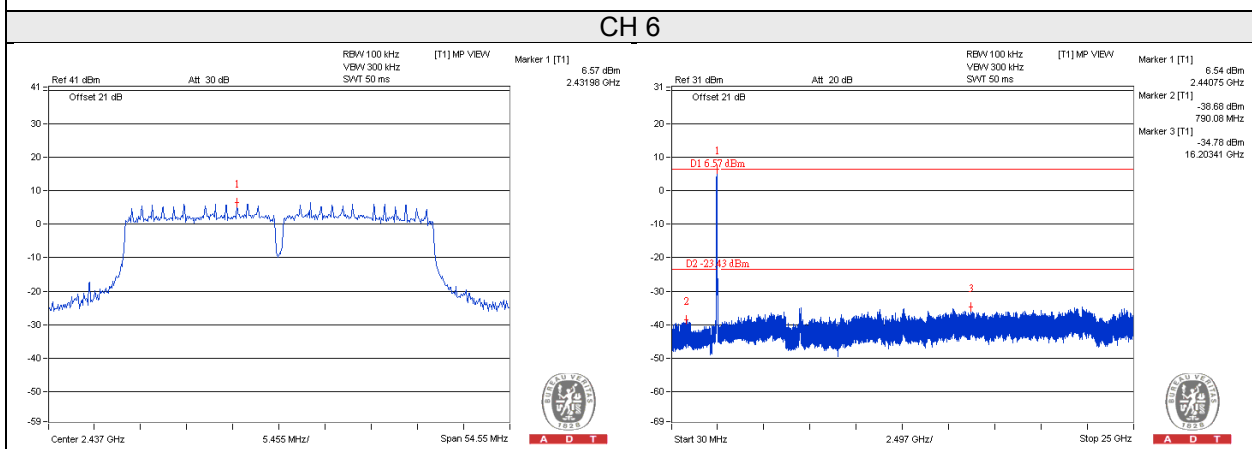 CH 6
RBW 100 kHz
[T1] MP VIEW
VBW 300 kHz
Ref 41 dBm
Att 30 dB
SWT 50 ms
Marker 1 [T1]
6.57 dBm
2.43198 GHz
Offset 21 dB
41
30
20
10
0
-10
-20
-30
-40
-50
-59
1
Center 2.437 GHz
5.455 MHz/
Span 54.55 MHz
BUREAU VERITAS
1828
A D T
RBW 100 kHz
[T1] MP VIEW
VBW 300 kHz
Ref 31 dBm
Att 20 dB
SWT 50 ms
Marker 1 [T1]
6.54 dBm
2.44075 GHz
Marker 2 [T1]
-38.68 dBm
790.08 MHz
Marker 3 [T1]
-34.78 dBm
16.20341 GHz
Offset 21 dB
31
20
10
0
-10
-20
-30
-40
-50
-60
-69
1
D1 6.57 dBm
D2 -23.43 dBm
2
3
Start 30 MHz
2.497 GHz/
Stop 25 GHz
BUREAU VERITAS
1828
A D T